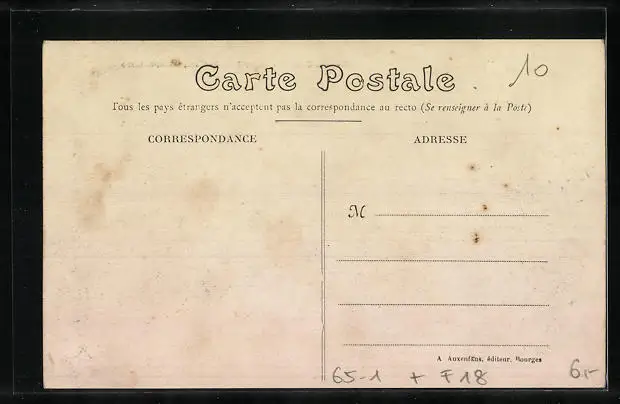 Carte Postale
10
Tous les pays étrangers n'acceptent pas la correspondance au recto (Se renseigner à la Poste)
CORRESPONDANCE
ADRESSE
M
A Auxenfans, éditeur, Bourges
65-1 + F18
6.-